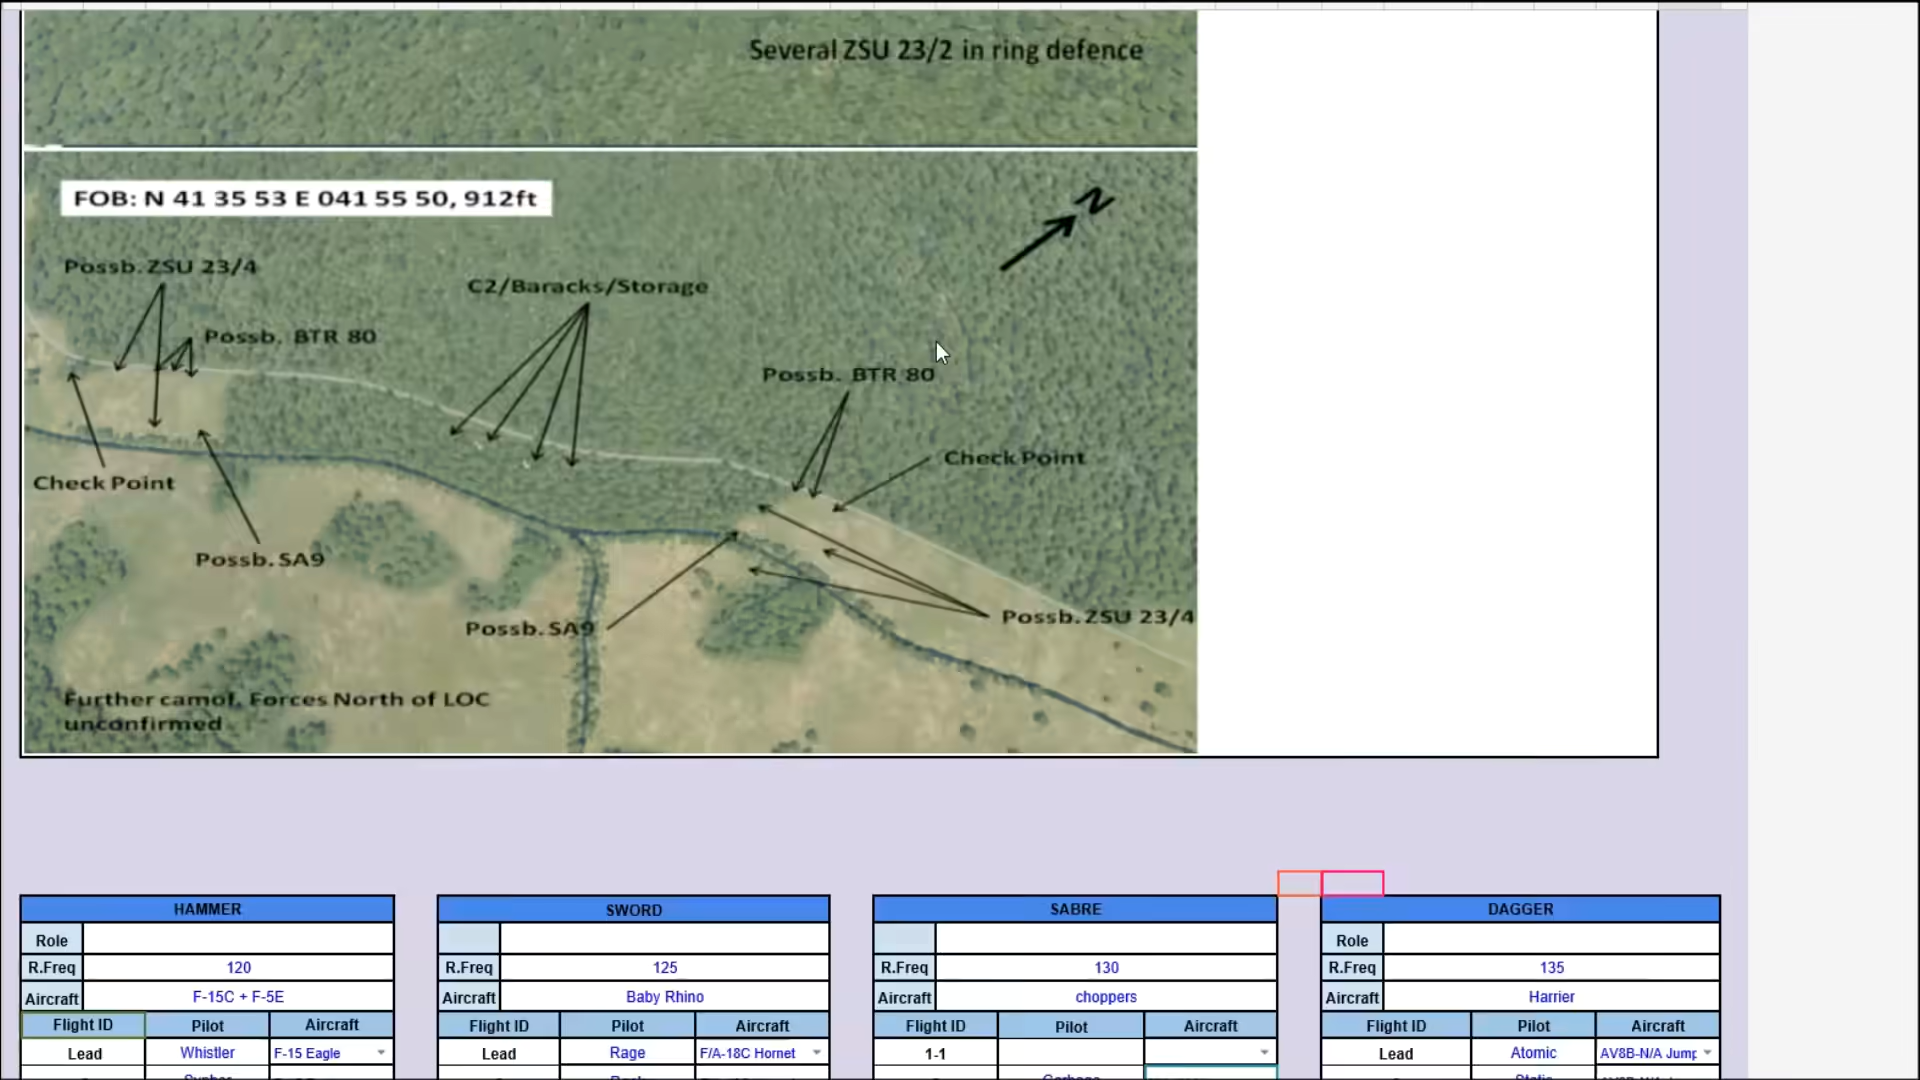 Several ZSU 23/2 in ring defence
FOB: N 41 35 53 E 041 55 50, 912ft
N
Possb. ZSU 23/4
C2/Baracks/Storage
Possb. BTR 80
Possb. BTR 80
Check Point
Check Point
Possb. SA9
Possb. ZSU 23/4
Possb. SA9
Further camof. Forces North of LOC
unconfirmed
HAMMER
Role
R.Freq 120
Aircraft F-15C + F-5E
Flight ID Pilot Aircraft
Lead Whistler F-15 Eagle
SWORD
R.Freq 125
Aircraft Baby Rhino
Flight ID Pilot Aircraft
Lead Rage F/A-18C Hornet
SABRE
R.Freq 130
Aircraft choppers
Flight ID Pilot Aircraft
1-1
DAGGER
Role
R.Freq 135
Aircraft Harrier
Flight ID Pilot Aircraft
Lead Atomic AV8B-N/A Jump